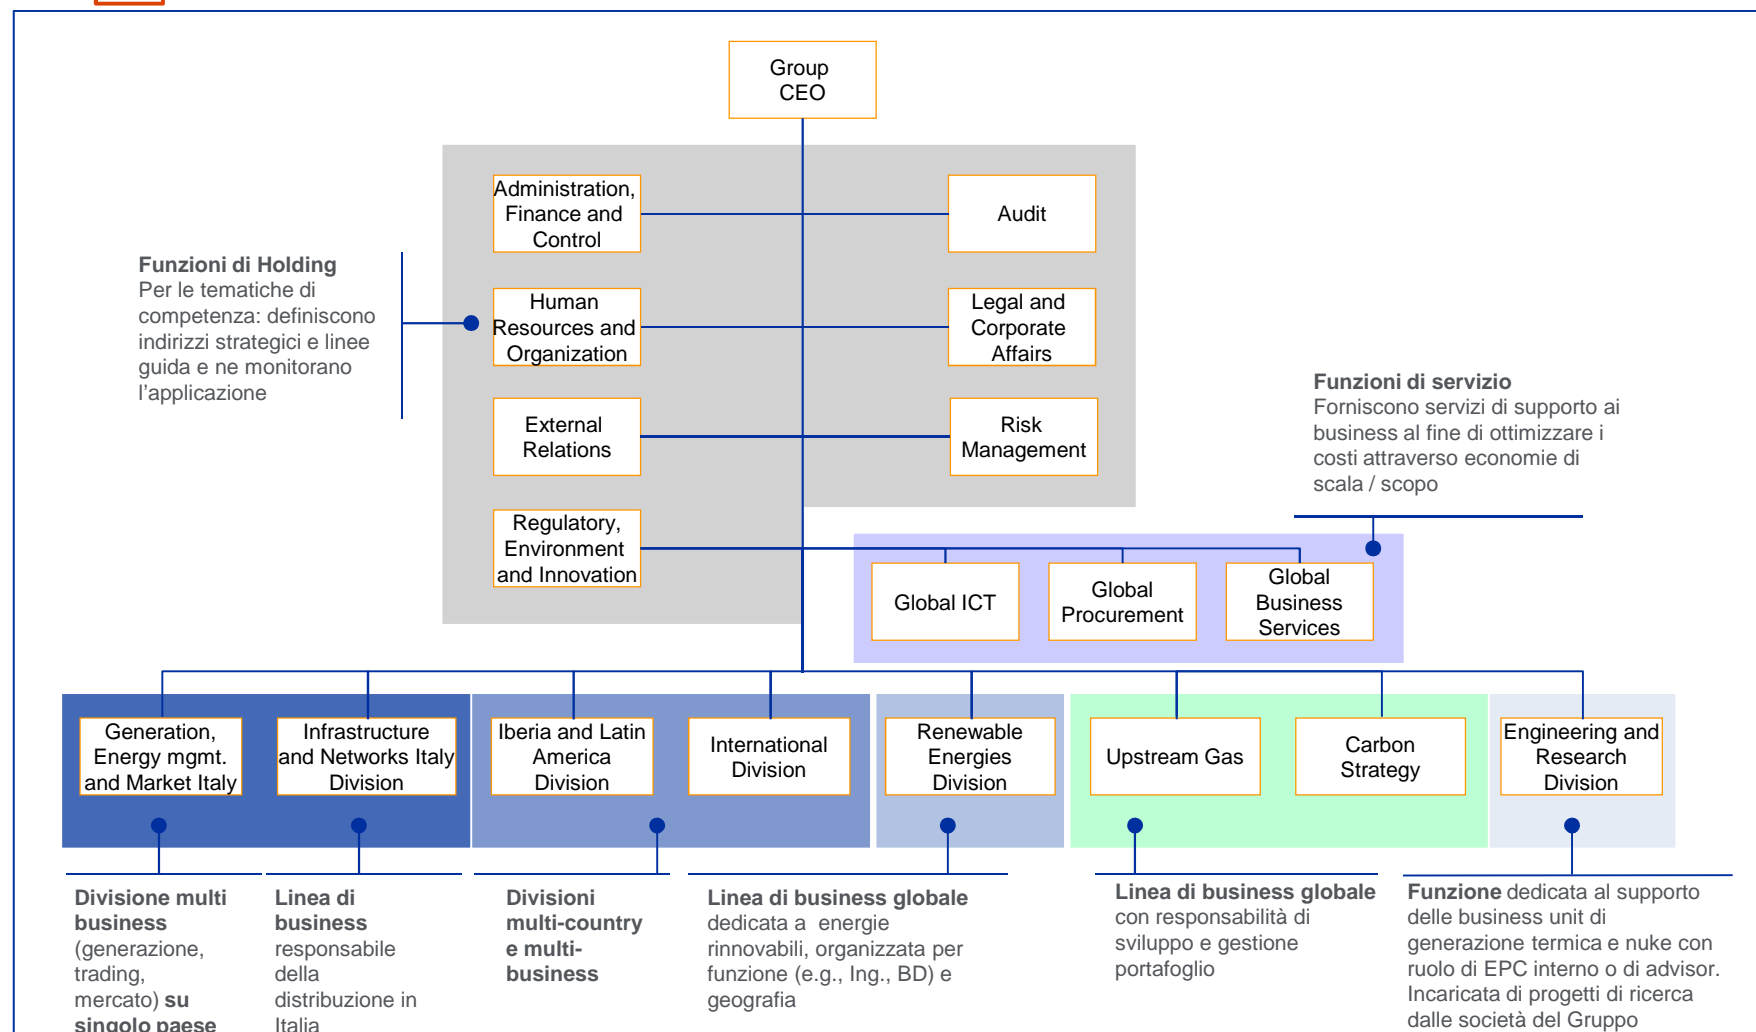 Group
CEO
Administration,
Finance and
Control
Audit
Funzioni di Holding
Per le tematiche di
competenza: definiscono
indirizzi strategici e linee
guida e ne monitorano
l'applicazione
Human
Resources and
Organization
Legal and
Corporate
Affairs
External
Relations
Risk
Management
Funzioni di servizio
Forniscono servizi di supporto ai
business al fine di ottimizzare i
costi attraverso economie di
scala / scopo
Regulatory,
Environment
and Innovation
Global ICT
Global
Procurement
Global
Business
Services
Generation,
Energy mgmt.
and Market Italy
Infrastructure
and Networks Italy
Division
Iberia and Latin
America
Division
International
Division
Renewable
Energies
Division
Upstream Gas
Carbon
Strategy
Engineering and
Research
Division
Divisione multi
business
(generazione,
trading,
mercato) su
singolo paese
Linea di
business
responsabile
della
distribuzione in
Italia
Divisioni
multi-country
e multi-
business
Linea di business globale
dedicata a energie
rinnovabili, organizzata per
funzione (e.g., Ing., BD) e
geografia
Linea di business globale
con responsabilità di
sviluppo e gestione
portafoglio
Funzione dedicata al supporto
delle business unit di
generazione termica e nuke con
ruolo di EPC interno o di advisor.
Incaricata di progetti di ricerca
dalle società del Gruppo